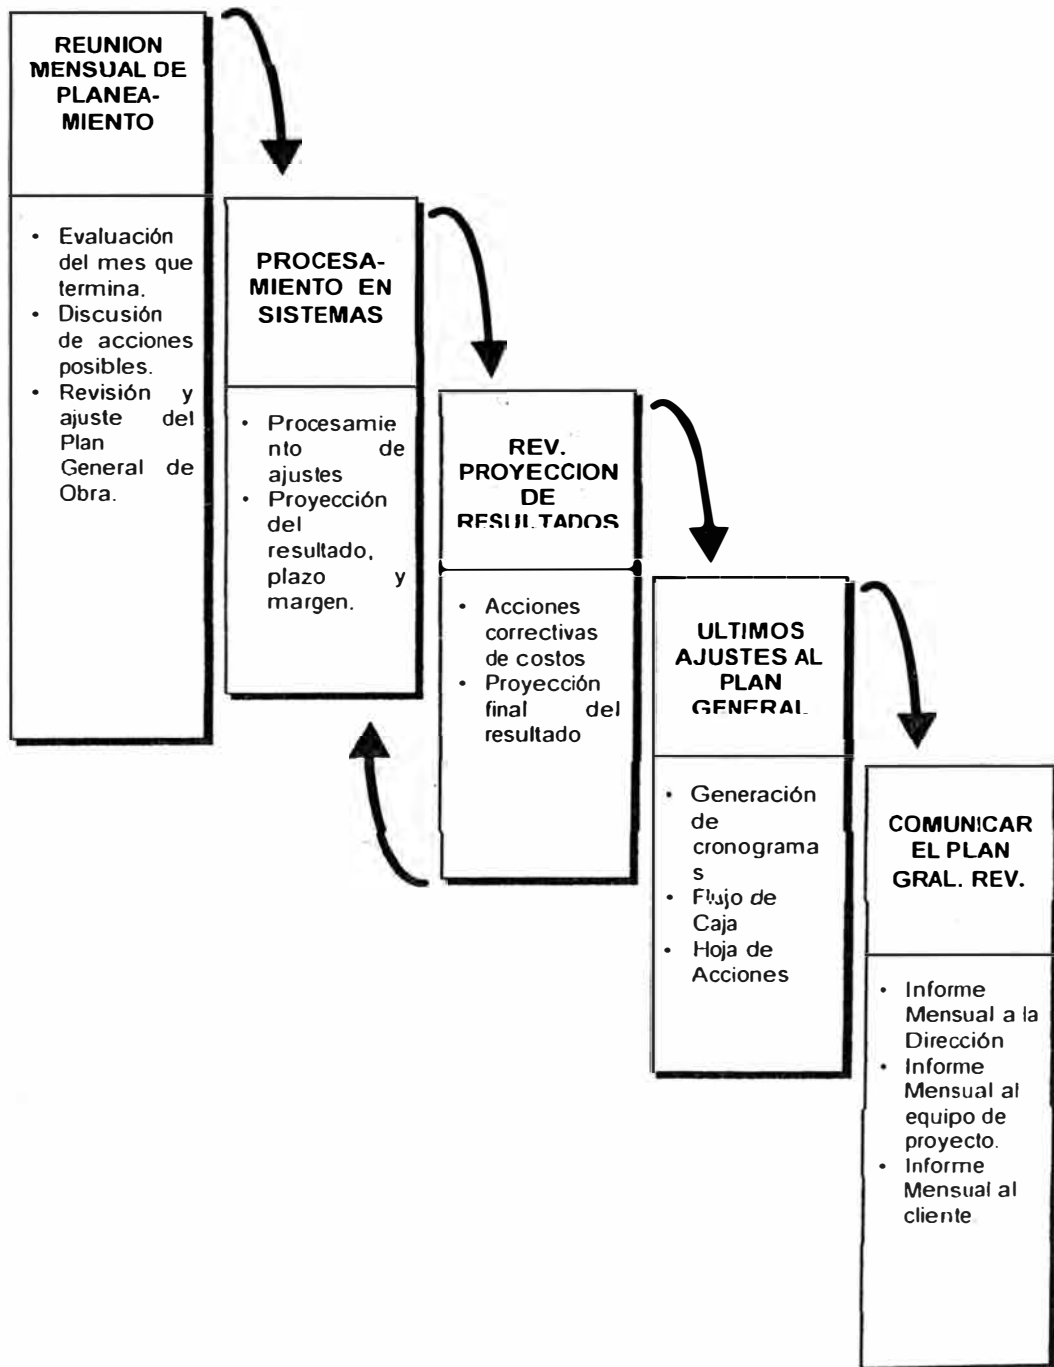 REUNION
MENSUAL DE
PLANEA-
MIENTO
• Evaluación
del mes que
termina.
• Discusión
de acciones
posibles.
• Revisión y
ajuste del
Plan
General de
Obra.
PROCESA-
MIENTO EN
SISTEMAS
• Procesamie
nto de
ajustes
• Proyección
del
resultado,
plazo y
margen.
REV.
PROYECCION
DE
RESULTADOS
• Acciones
correctivas
de costos
• Proyección
final del
resultado
ULTIMOS
AJUSTES AL
PLAN
GENERAL
• Generación
de
cronograma
s
• Flujo de
Caja
• Hoja de
Acciones
COMUNICAR
EL PLAN
GRAL. REV.
• Informe
Mensual a la
Dirección
• Informe
Mensual al
equipo de
proyecto.
• Informe
Mensual al
cliente